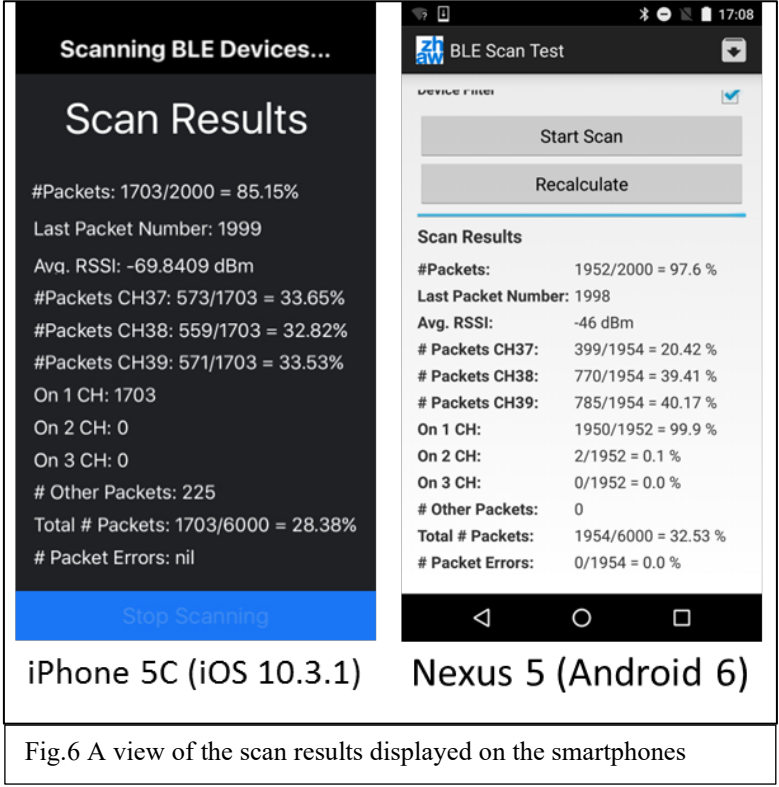 Scanning BLE Devices...
Scan Results
#Packets: 1703/2000 = 85.15%
Last Packet Number: 1999
Avg. RSSI: -69.8409 dBm
#Packets CH37: 573/1703 = 33.65%
#Packets CH38: 559/1703 = 32.82%
#Packets CH39: 571/1703 = 33.53%
On 1 CH: 1703
On 2 CH: 0
On 3 CH: 0
# Other Packets: 225
Total # Packets: 1703/6000 = 28.38%
# Packet Errors: nil
Stop Scanning
iPhone 5C (iOS 10.3.1)
17:08
zh aw BLE Scan Test
Device Filter
Start Scan
Recalculate
Scan Results
#Packets: 1952/2000 = 97.6 %
Last Packet Number: 1998
Avg. RSSI: -46 dBm
# Packets CH37: 399/1954 = 20.42 %
# Packets CH38: 770/1954 = 39.41 %
# Packets CH39: 785/1954 = 40.17 %
On 1 CH: 1950/1952 = 99.9 %
On 2 CH: 2/1952 = 0.1 %
On 3 CH: 0/1952 = 0.0 %
# Other Packets: 0
Total # Packets: 1954/6000 = 32.53 %
# Packet Errors: 0/1954 = 0.0 %
Nexus 5 (Android 6)
Fig.6 A view of the scan results displayed on the smartphones